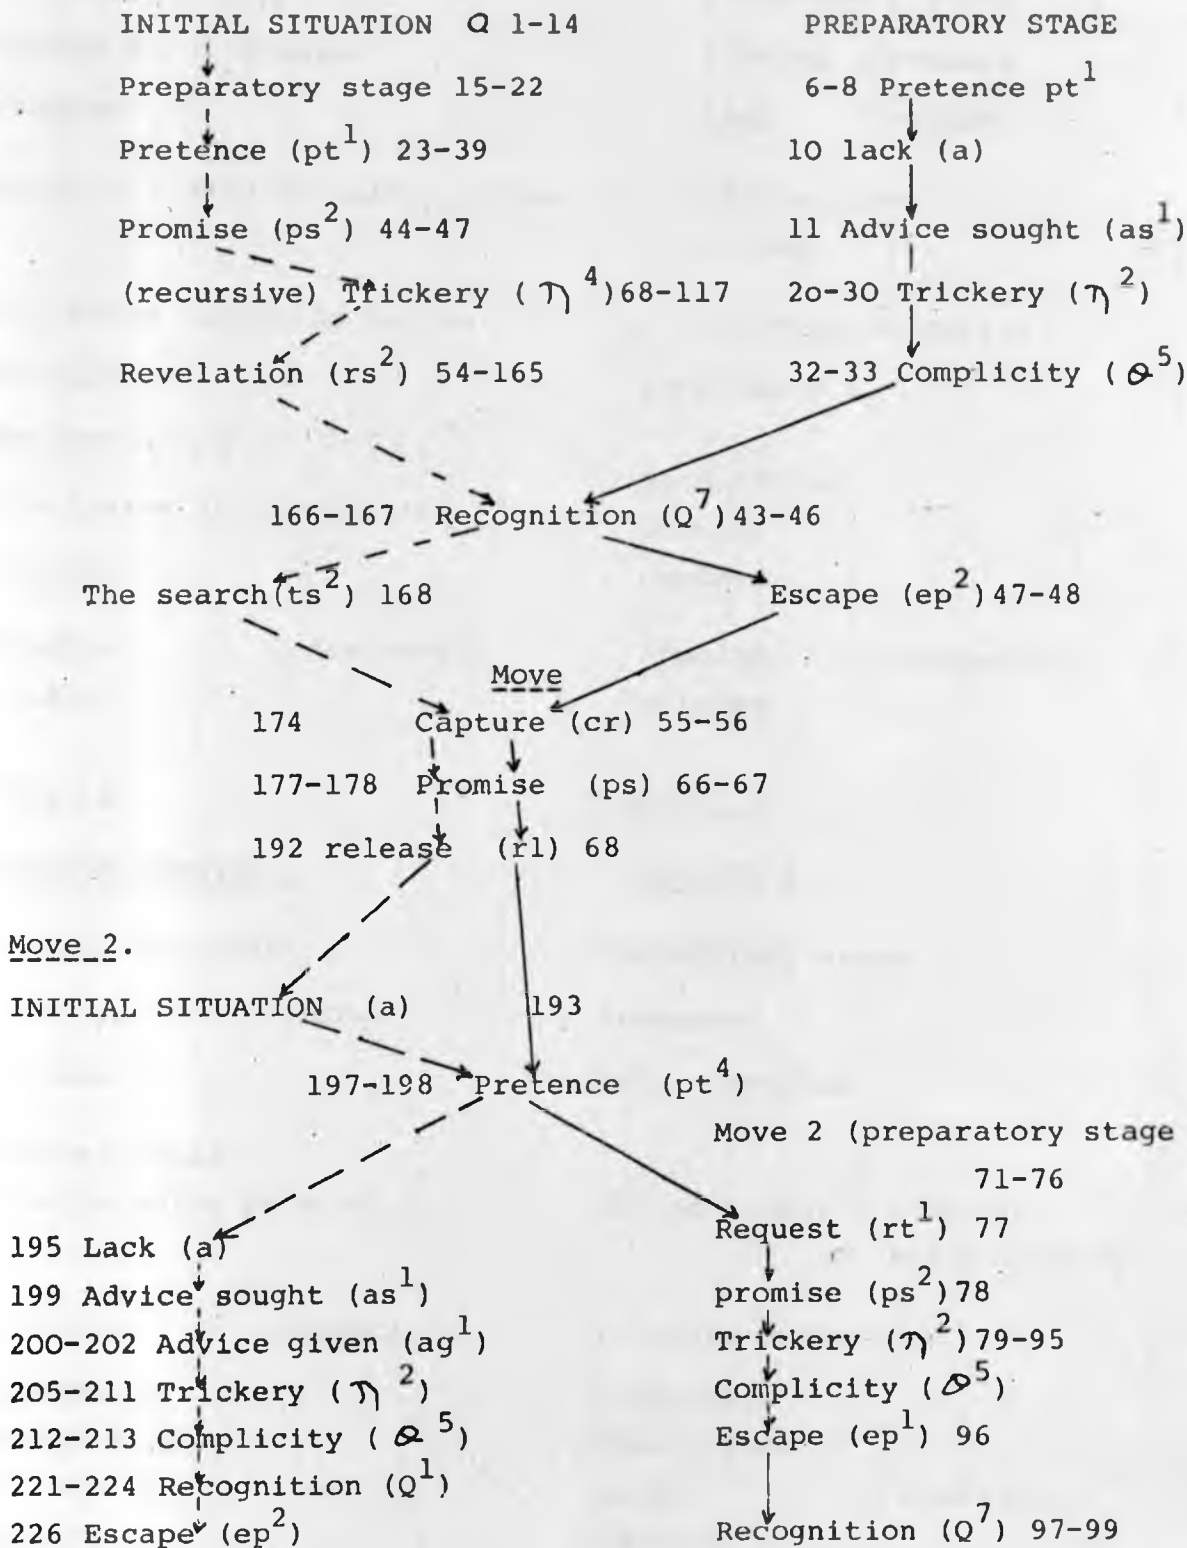 INITIAL SITUATION Q 1-14 PREPARATORY STAGE
Preparatory stage 15-22 6-8 Pretence pt¹
Pretence (pt¹) 23-39 10 lack (a)
Promise (ps²) 44-47 11 Advice sought (as¹)
(recursive) Trickery (η⁴)68-117 20-30 Trickery (η²)
Revelation (rs²) 54-165 32-33 Complicity (θ⁵)
166-167 Recognition (Q⁷)43-46
The search(ts²) 168 Escape (ep²)47-48
Move
174 Capture (cr) 55-56
177-178 Promise (ps) 66-67
192 release (rl) 68
Move 2.
INITIAL SITUATION (a) 193
197-198 Pretence (pt⁴)
Move 2 (preparatory stage
71-76
195 Lack (a) Request (rt¹) 77
199 Advice sought (as¹) promise (ps²)78
200-202 Advice given (ag¹) Trickery (η²)79-95
205-211 Trickery (η²) Complicity (θ⁵)
212-213 Complicity (θ⁵) Escape (ep¹) 96
221-224 Recognition (Q¹)
226 Escape (ep²) Recognition (Q⁷) 97-99